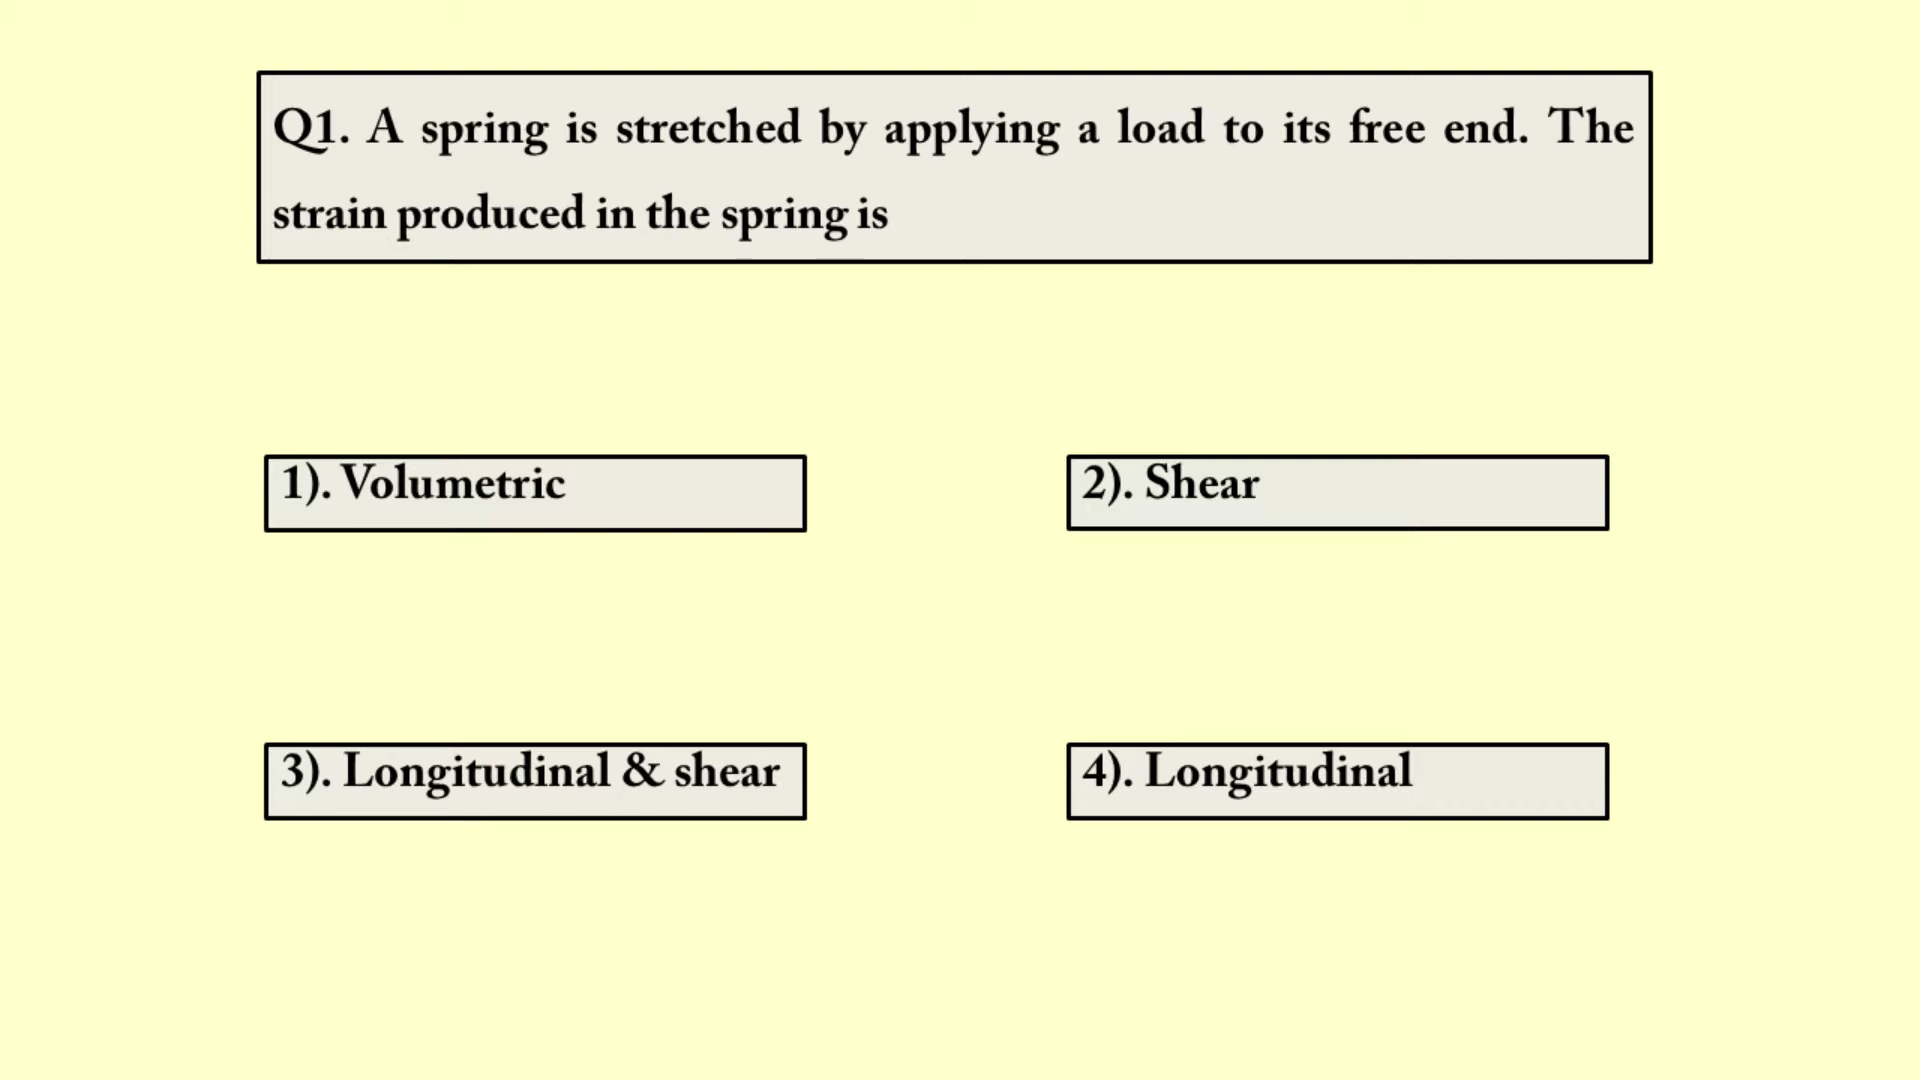 Q1. A spring is stretched by applying a load to its free end. The
strain produced in the spring is
1). Volumetric
2). Shear
3). Longitudinal & shear
4). Longitudinal